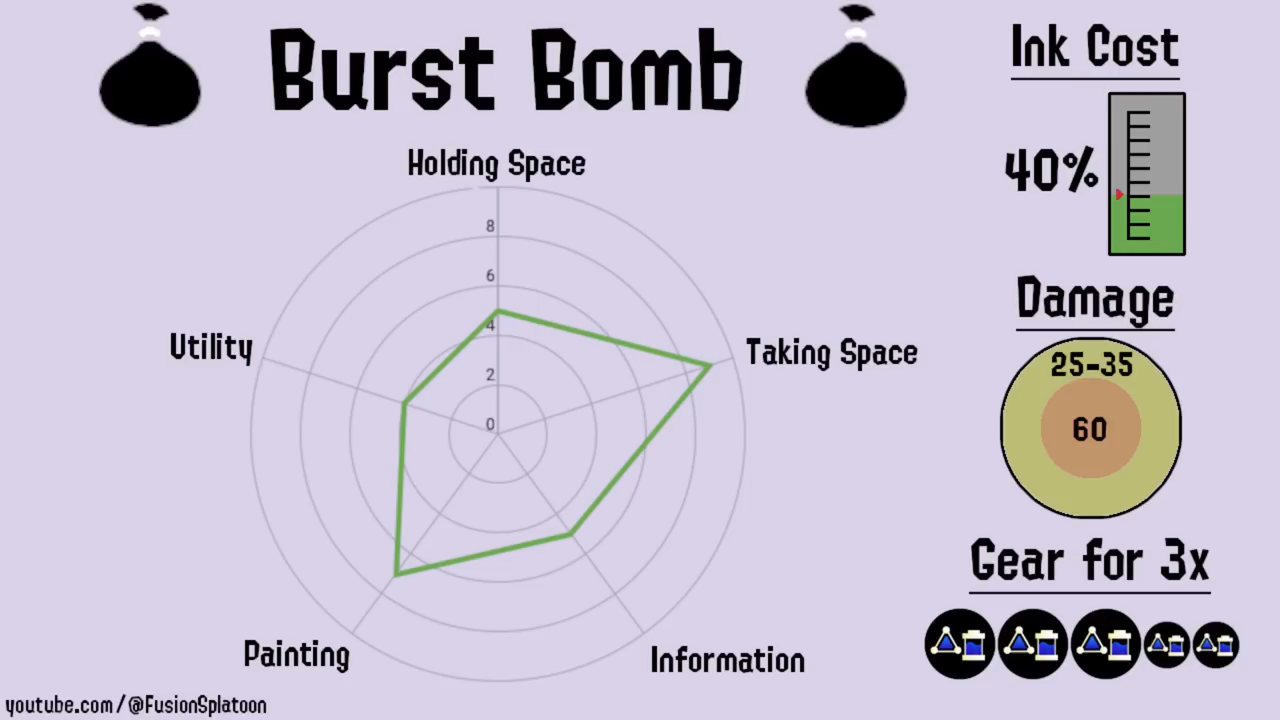 Burst Bomb
Ink Cost
40%
Holding Space
8
6
4
2
0
Utility
Taking Space
Painting
Information
Damage
25-35
60
Gear for 3x
youtube.com/@FusionSplatoon